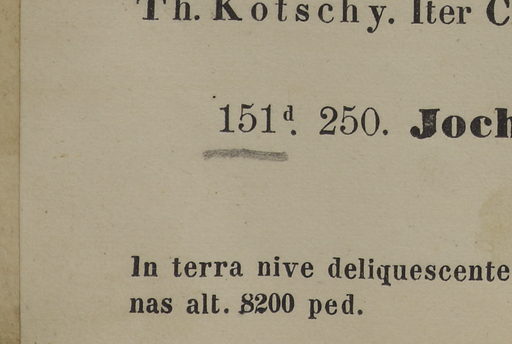 Th. Kotschy. Iter C
151d. 250. Joch
In terra nive deliquescente
nas alt. 8200 ped.